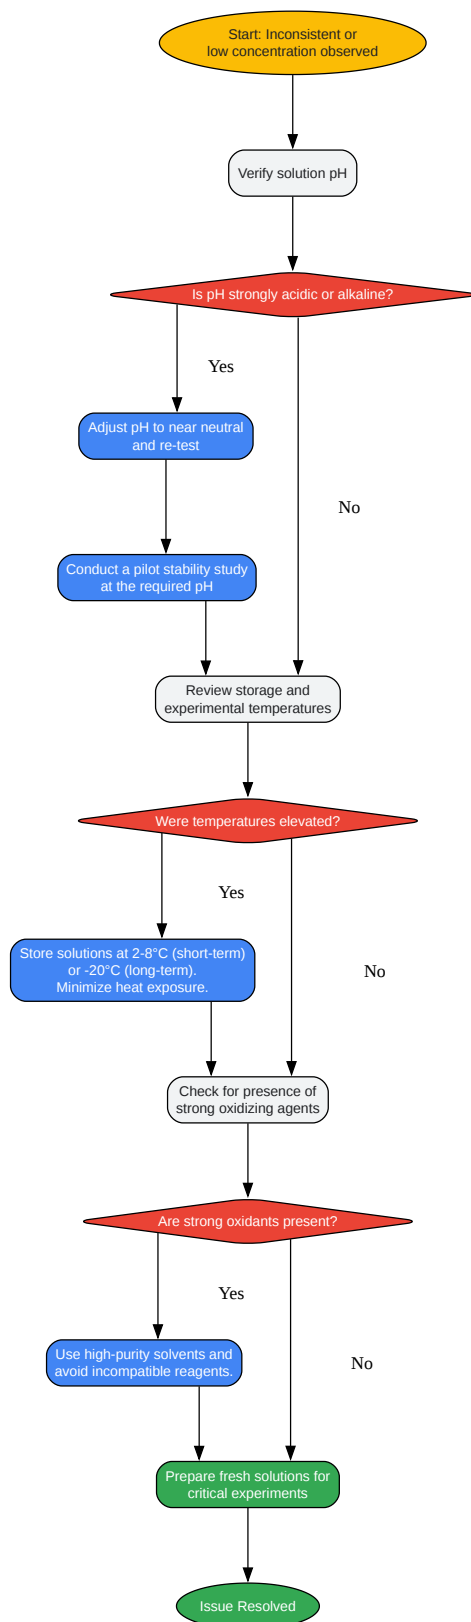 Start: Inconsistent or
low concentration observed
Verify solution pH
Is pH strongly acidic or alkaline?
Yes
Adjust pH to near neutral
and re-test
No
Conduct a pilot stability study
at the required pH
Review storage and
experimental temperatures
Were temperatures elevated?
Yes
Store solutions at 2-8°C (short-term)
or -20°C (long-term).
Minimize heat exposure.
No
Check for presence of
strong oxidizing agents
Are strong oxidants present?
Yes
Use high-purity solvents and
avoid incompatible reagents.
No
Prepare fresh solutions for
critical experiments
Issue Resolved